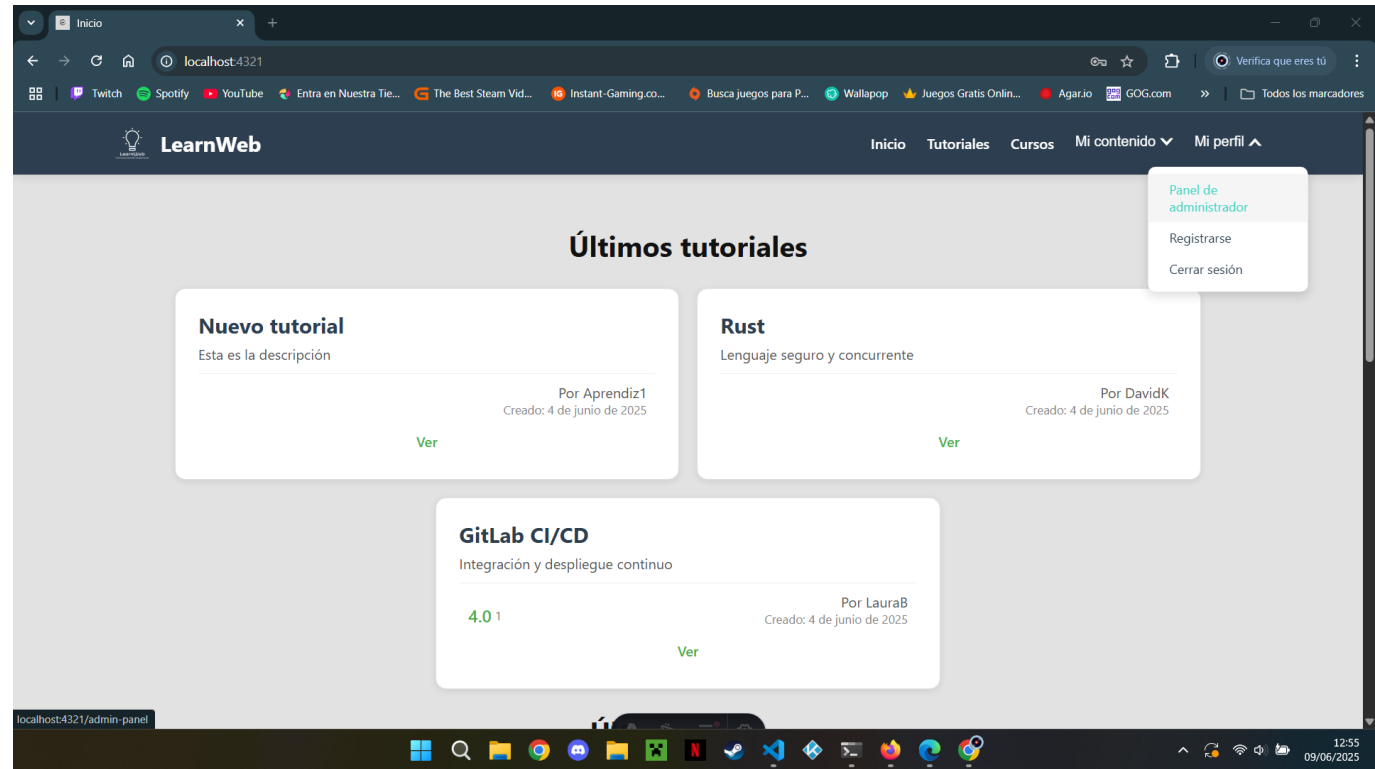 Inicio
localhost:4321
Verifica que eres tú
Twitch Spotify YouTube Entra en Nuestra Tie... The Best Steam Vid... Instant-Gaming.co... Busca juegos para P... Wallapop Juegos Gratis Onlin... Agar.io GOG.com » Todos los marcadores
LearnWeb Inicio Tutoriales Cursos Mi contenido Mi perfil
Panel de
administrador
Registrarse
Cerrar sesión
Últimos tutoriales
Nuevo tutorial
Esta es la descripción
Por Aprendiz1
Creado: 4 de junio de 2025
Ver
Rust
Lenguaje seguro y concurrente
Por DavidK
Creado: 4 de junio de 2025
Ver
GitLab CI/CD
Integración y despliegue continuo
4.0 1
Por LauraB
Creado: 4 de junio de 2025
Ver
localhost:4321/admin-panel
12:55
09/06/2025